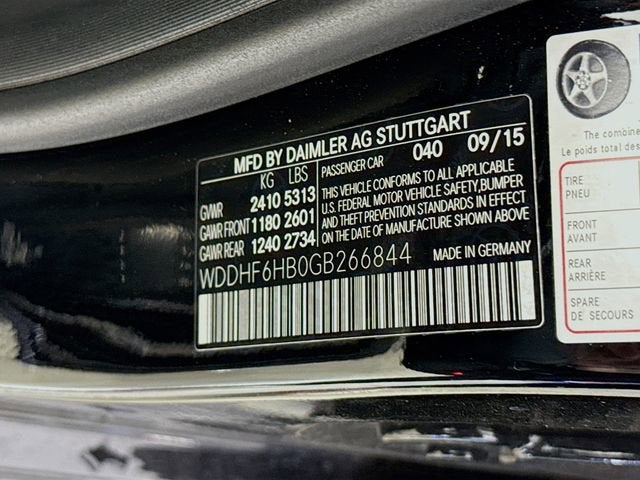 MFD BY DAIMLER AG STUTTGART
KG LBS
GVWR 2410 5313
GAWR FRONT 1180 2601
GAWR REAR 1240 2734
PASSENGER CAR 040 09/15
THIS VEHICLE CONFORMS TO ALL APPLICABLE
U.S. FEDERAL MOTOR VEHICLE SAFETY, BUMPER
AND THEFT PREVENTION STANDARDS IN EFFECT
ON THE DATE OF MANUFACTURE SHOWN ABOVE
WDDHF6HB0GB266844 MADE IN GERMANY
The combine
Le poids total des
TIRE
PNEU
FRONT
AVANT
REAR
ARRIÈRE
SPARE
DE SECOURS